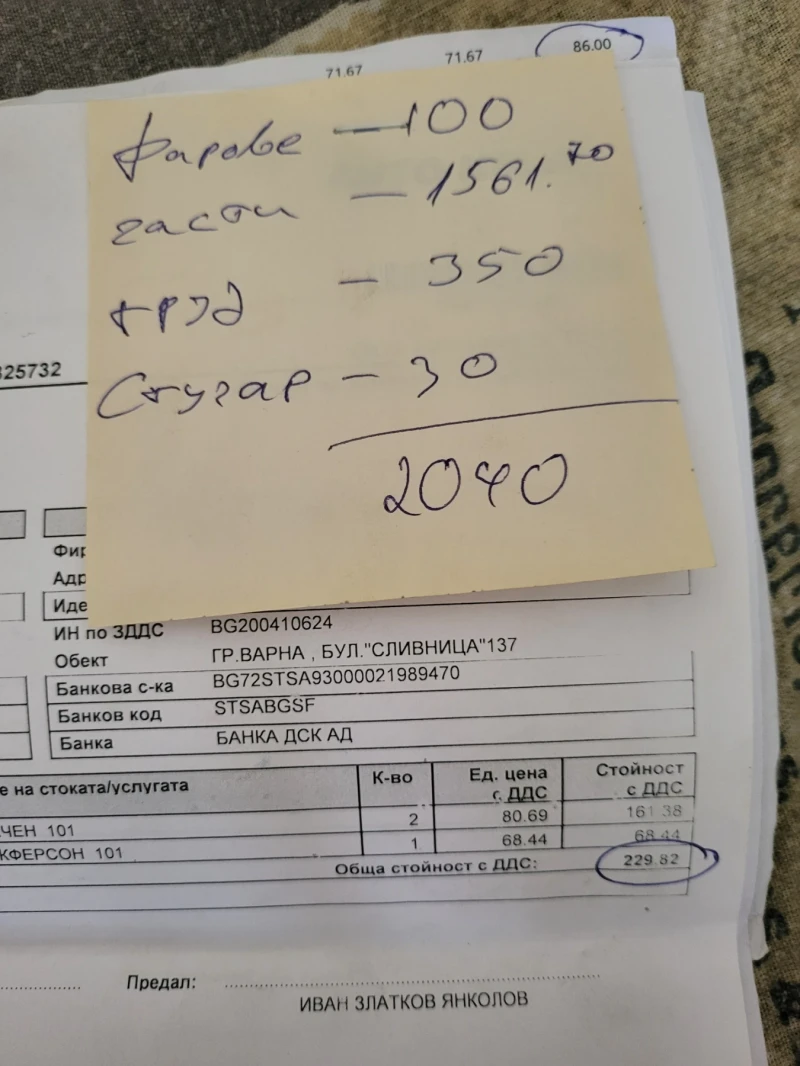 71.67 71.67 86.00
фарове — 100
части — 1561.70
труд — 350
Стугар — 30
2040
325732
Фир
Адр
Иде
ИН по ЗДДС BG200410624
Обект ГР.ВАРНА , БУЛ."СЛИВНИЦА"137
Банкова с-ка BG72STSA93000021989470
Банков код STSABGSF
Банка БАНКА ДСК АД
е на стоката/услугата К-во Ед. цена с ДДС Стойност с ДДС
ЧЕН 101 2 80.69 161.38
КФЕРСОН 101 1 68.44 68.44
Обща стойност с ДДС: 229.82
Предал:
ИВАН ЗЛАТКОВ ЯНКОЛОВ